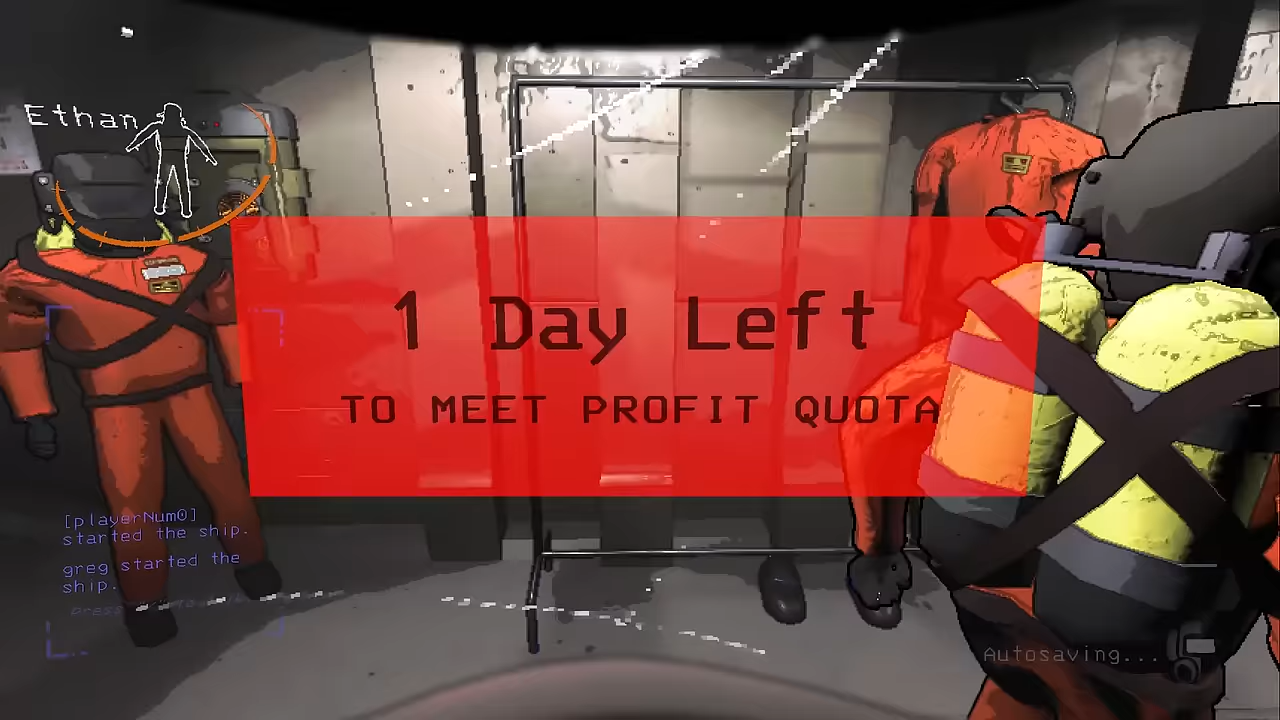 Ethan
1 Day Left
TO MEET PROFIT QUOTA
[playerNum0]
started the ship.
greg started the
ship.
Autosaving...